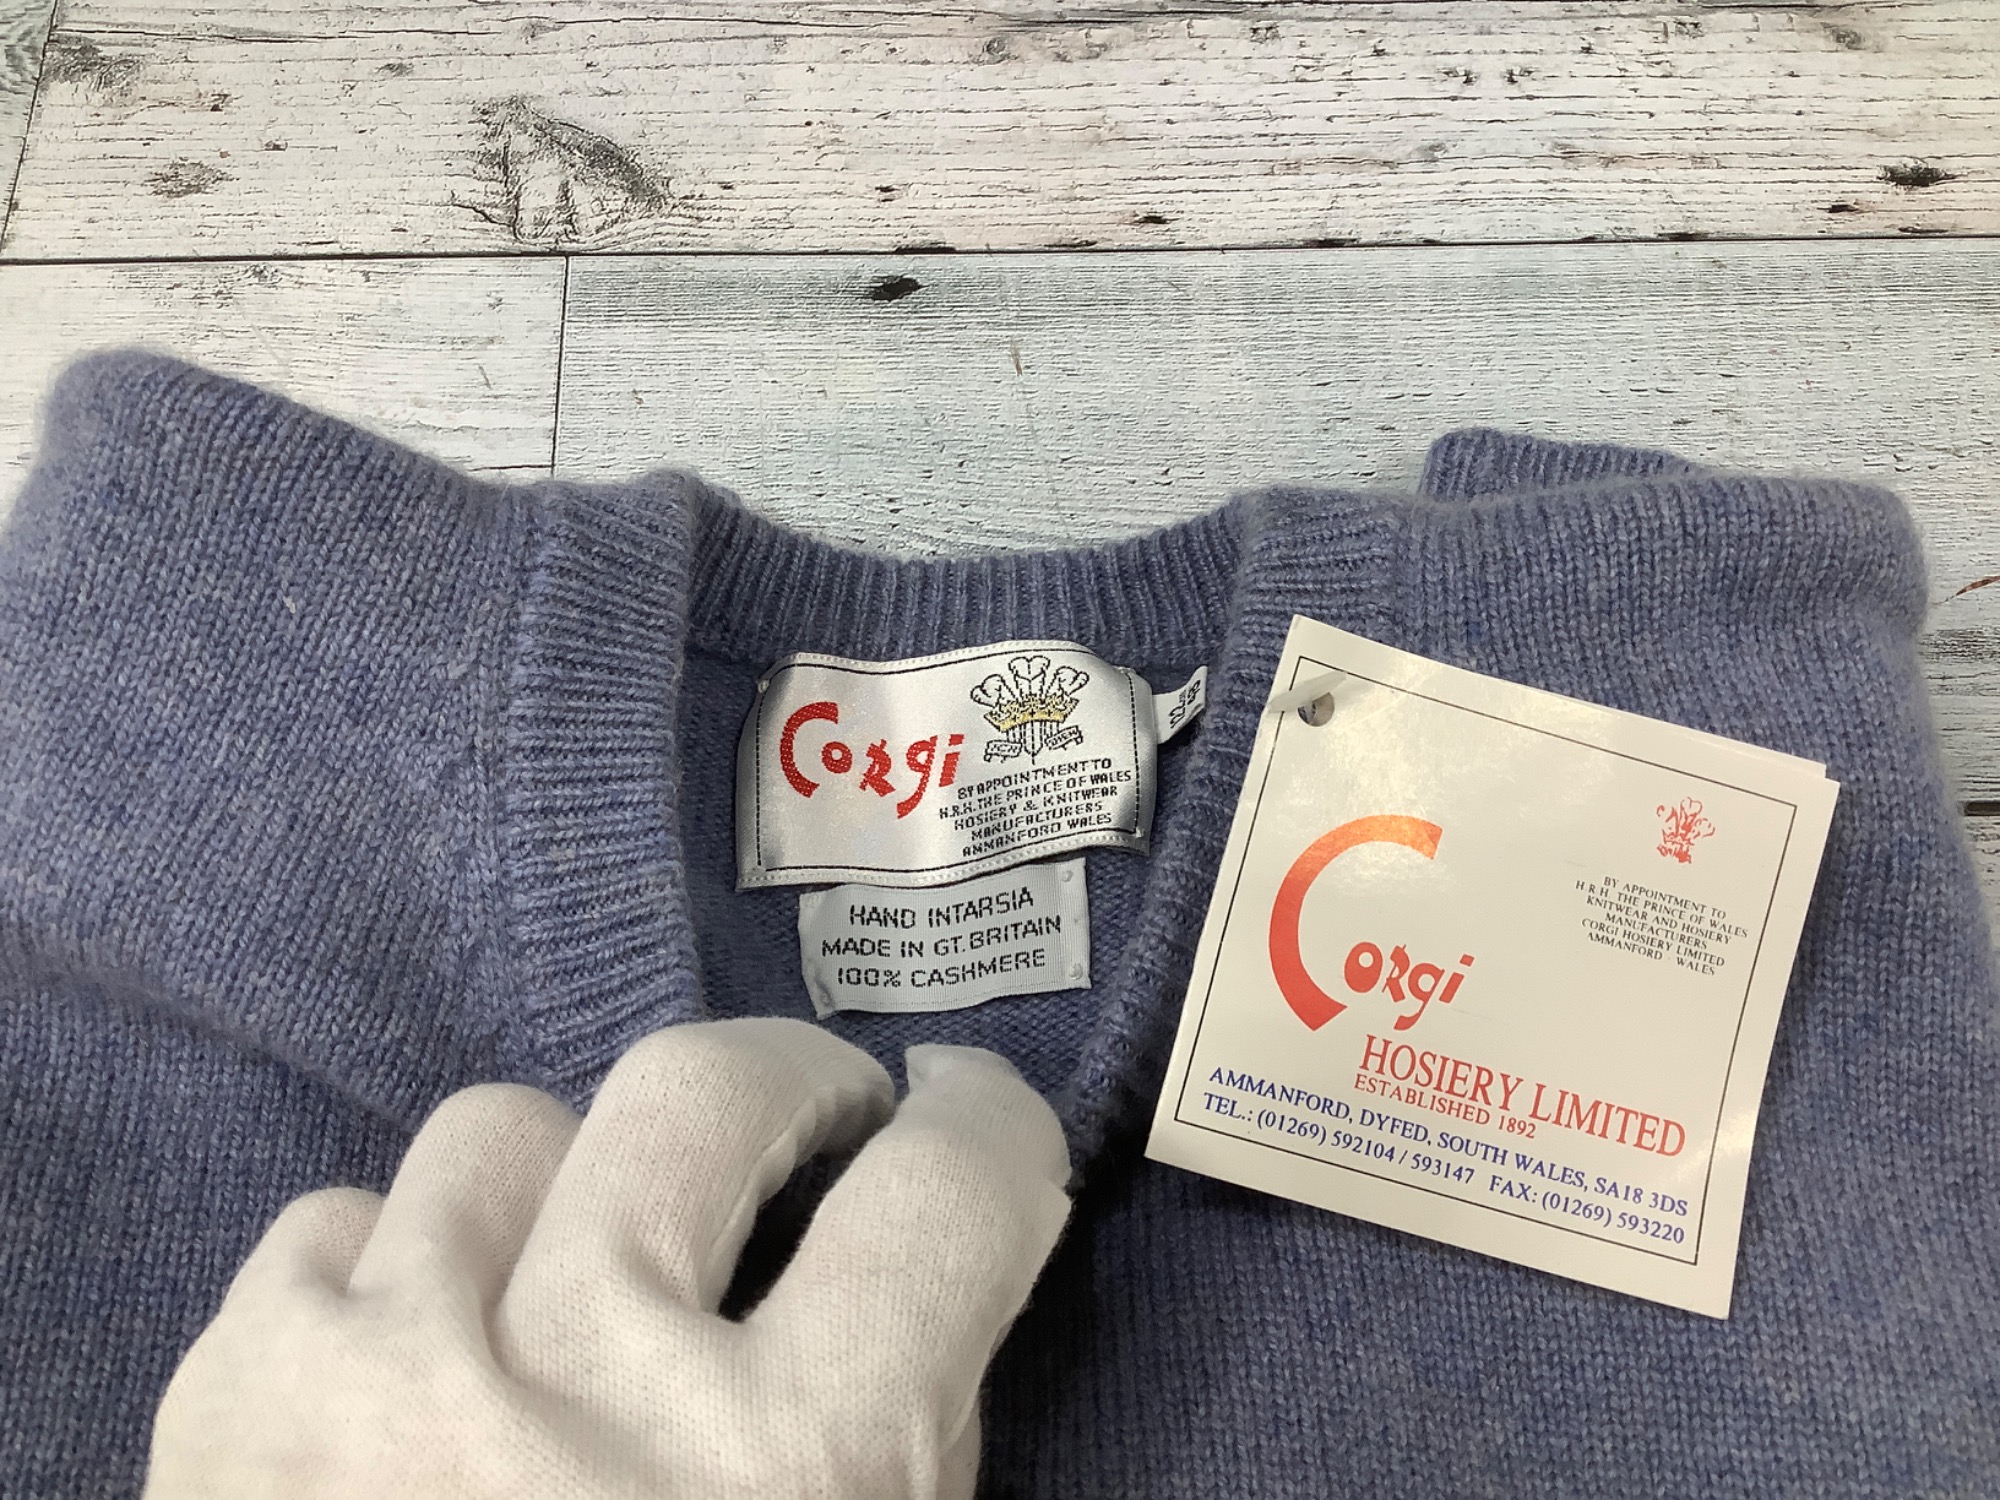 Corgi
BY APPOINTMENT TO
H.R.H. THE PRINCE OF WALES
HOSIERY & KNITWEAR
MANUFACTURERS
AMMANFORD WALES
HAND INTARSIA
MADE IN GT. BRITAIN
100% CASHMERE
BY APPOINTMENT TO
H R H THE PRINCE OF WALES
KNITWEAR AND HOSIERY
MANUFACTURERS
CORGI HOSIERY LIMITED
AMMANFORD · WALES
Corgi
HOSIERY LIMITED
ESTABLISHED 1892
AMMANFORD, DYFED, SOUTH WALES, SA18 3DS
TEL.: (01269) 592104 / 593147 FAX: (01269) 593220